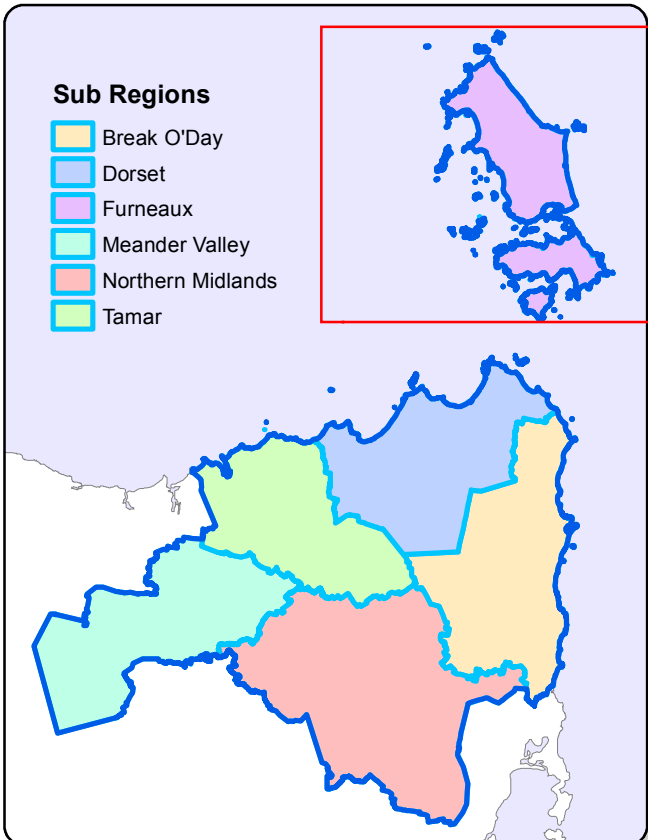 Sub Regions
Break O'Day
Dorset
Furneaux
Meander Valley
Northern Midlands
Tamar